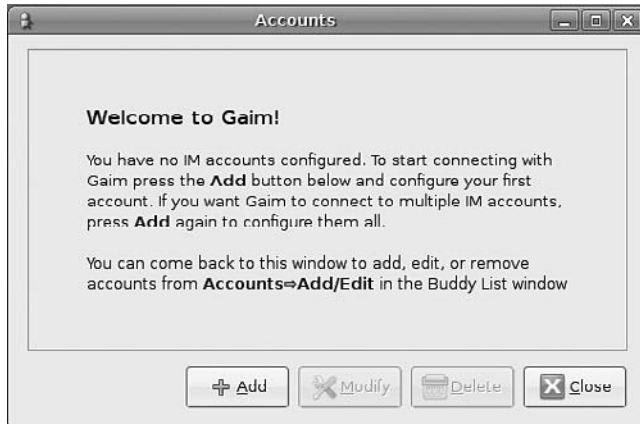 Accounts
Welcome to Gaim!
You have no IM accounts configured. To start connecting with
Gaim press the Add button below and configure your first
account. If you want Gaim to connect to multiple IM accounts,
press Add again to configure them all.
You can come back to this window to add, edit, or remove
accounts from Accounts⇨Add/Edit in the Buddy List window
Add
Modify
Delete
Close